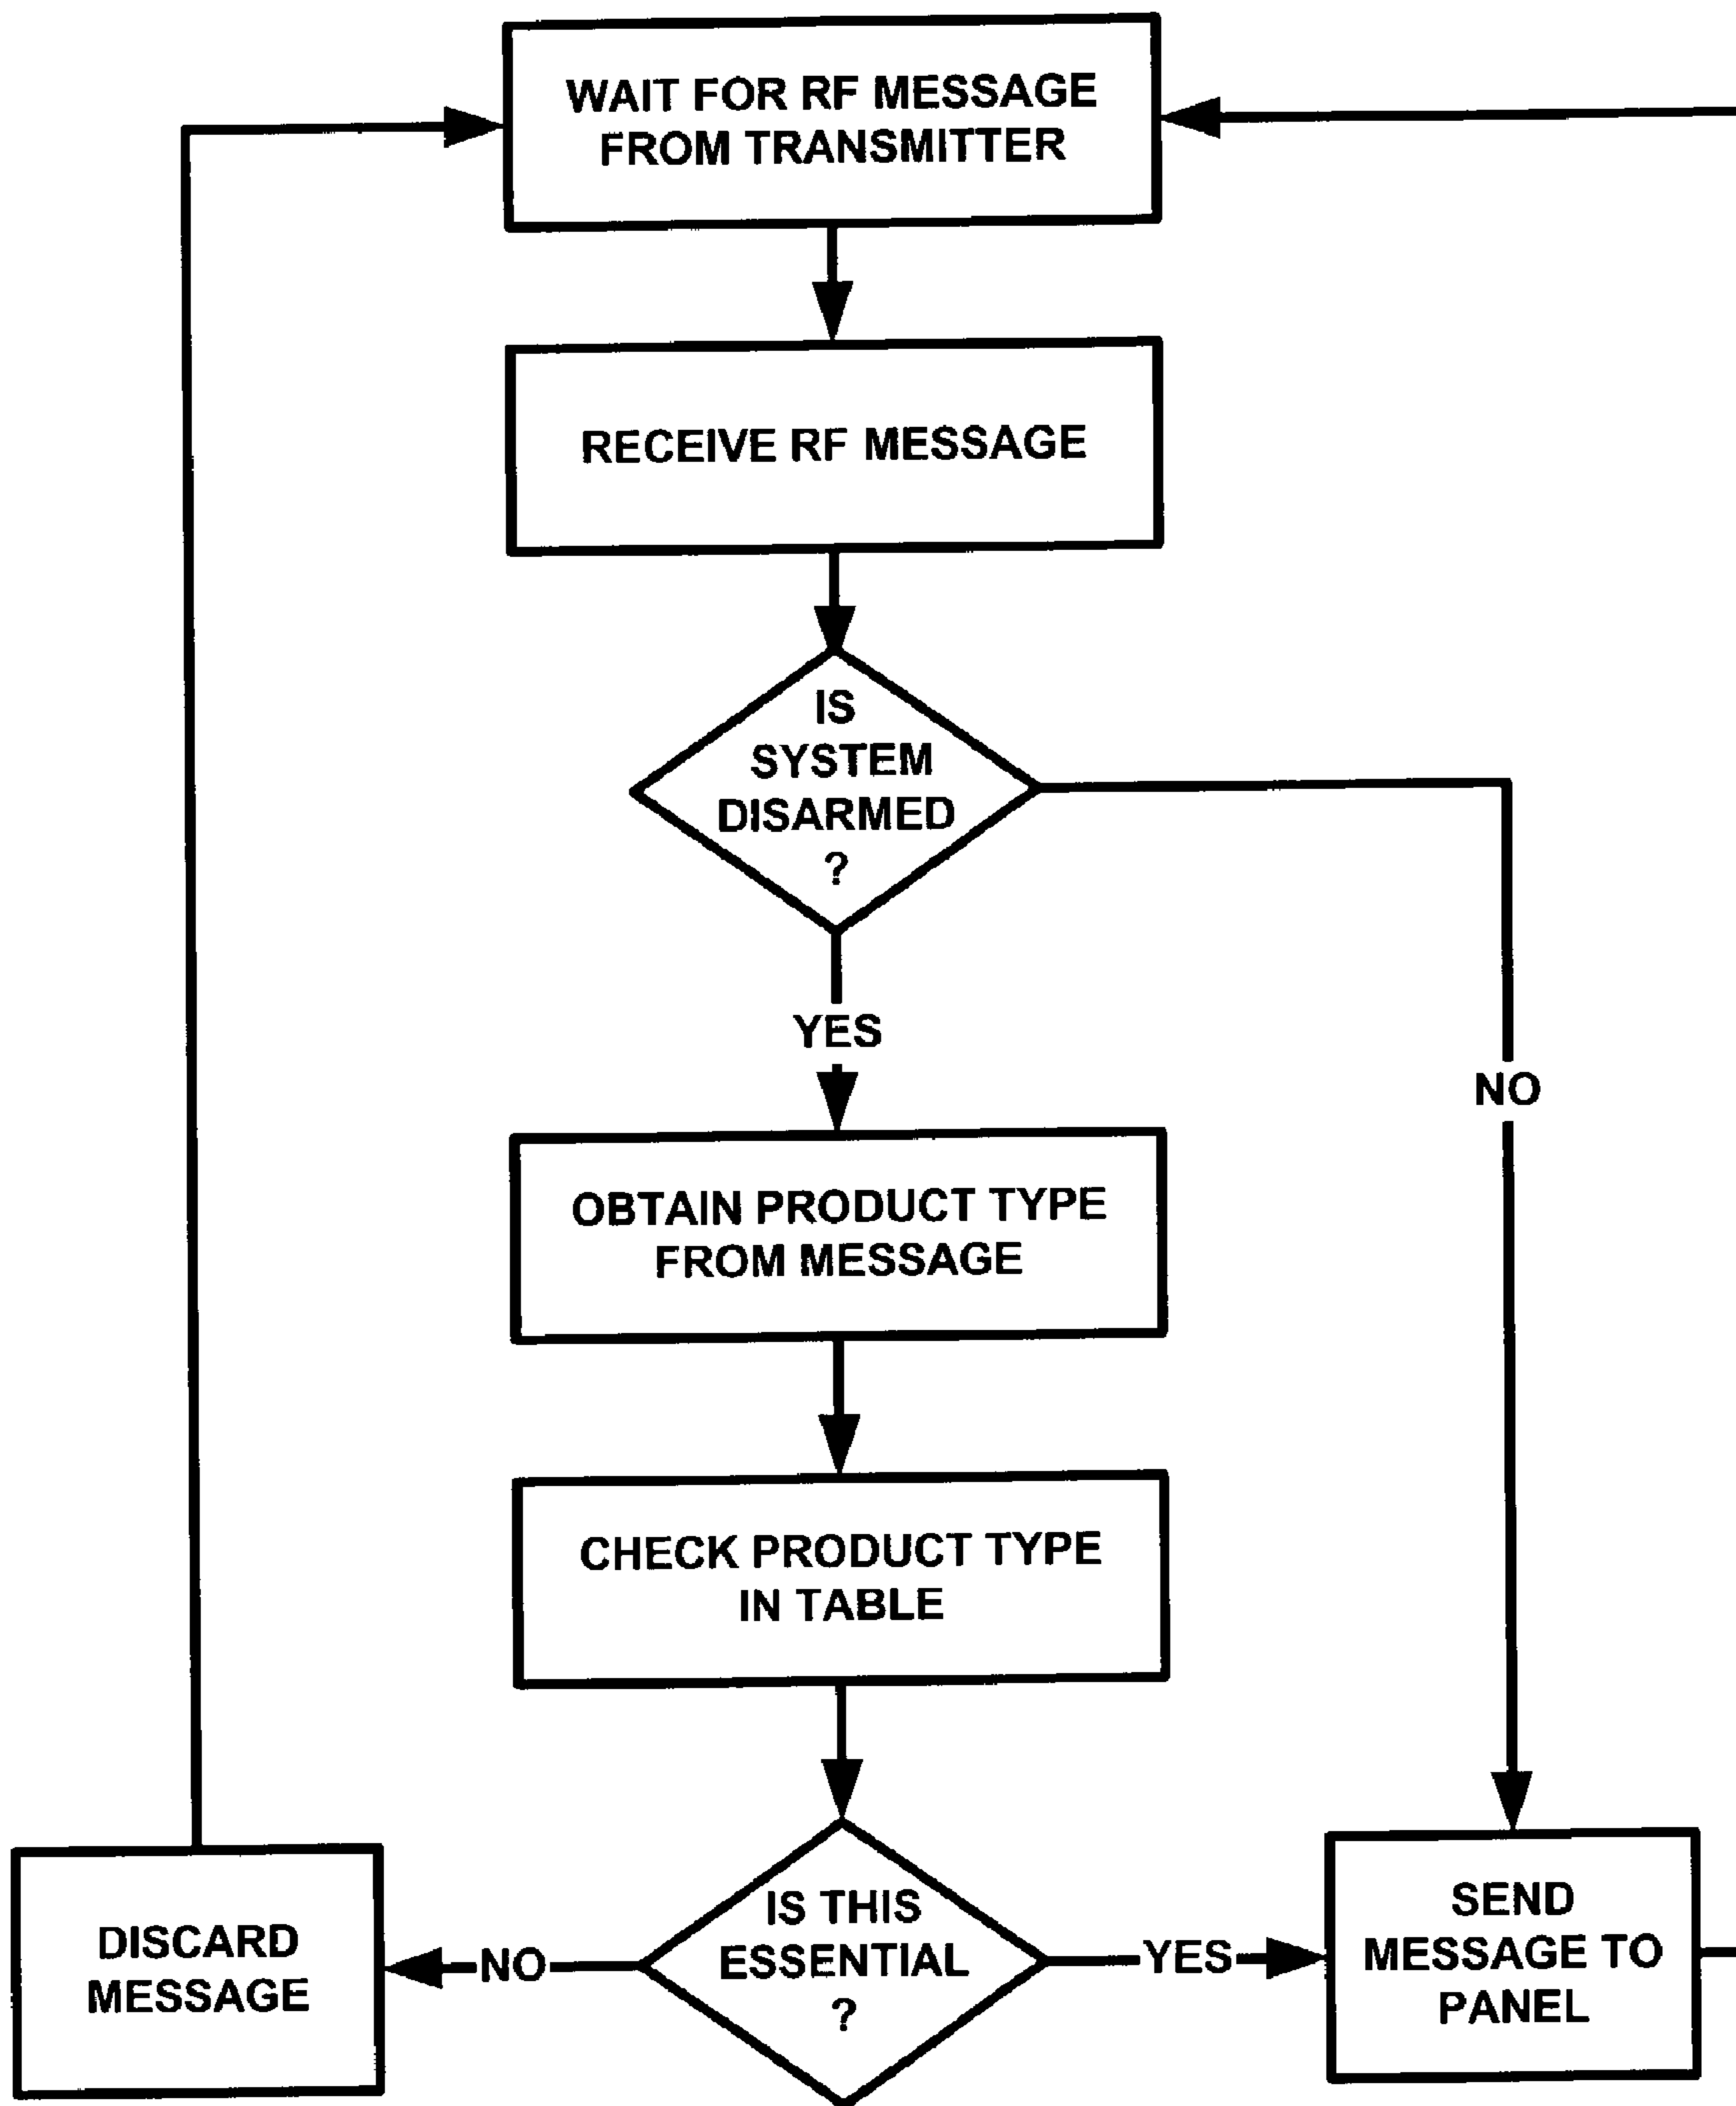 WAIT FOR RF MESSAGE
FROM TRANSMITTER
RECEIVE RF MESSAGE
IS
SYSTEM
DISARMED
?
YES
NO
OBTAIN PRODUCT TYPE
FROM MESSAGE
CHECK PRODUCT TYPE
IN TABLE
IS THIS
ESSENTIAL
?
NO
YES
DISCARD
MESSAGE
SEND
MESSAGE TO
PANEL